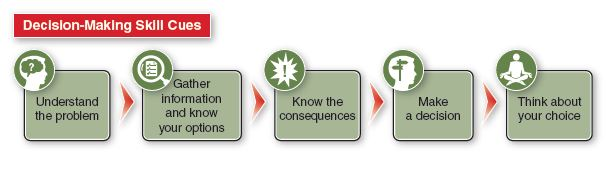 Decision-Making Skill Cues
Understand
the problem
Gather
information
and know
your options
Know the
consequences
Make
a decision
Think about
your choice